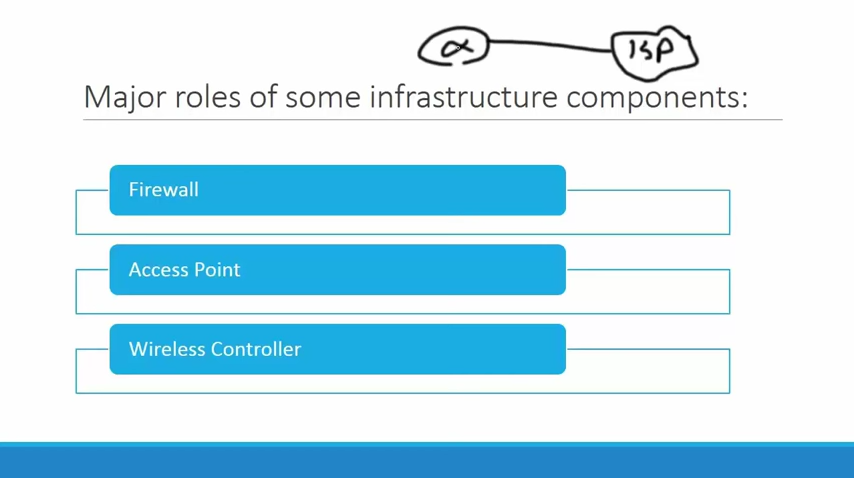 ISP
Major roles of some infrastructure components:
Firewall
Access Point
Wireless Controller